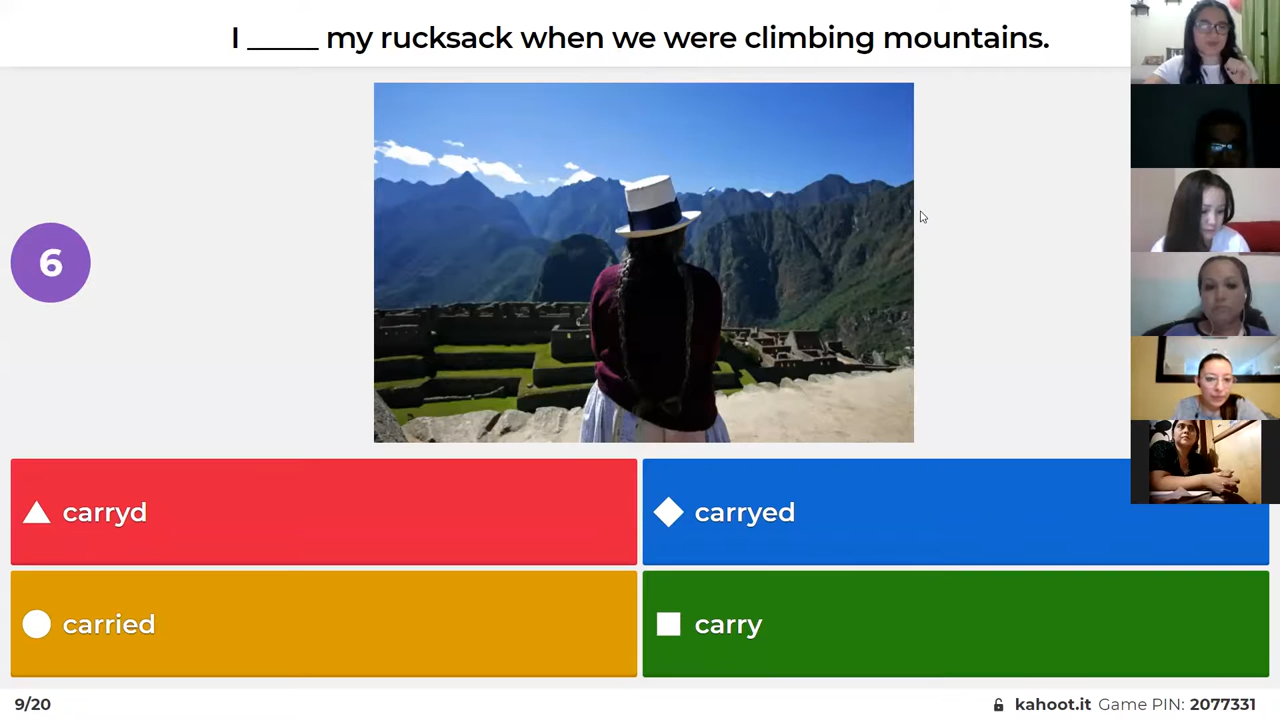 I _____ my rucksack when we were climbing mountains.
6
carryd
carryed
carried
carry
9/20
kahoot.it Game PIN: 2077331